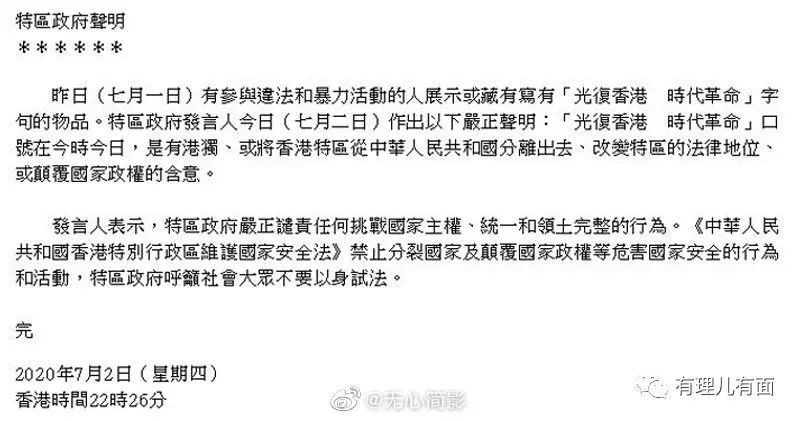 特區政府聲明
＊＊＊＊＊＊
昨日（七月一日）有參與違法和暴力活動的人展示或藏有寫有「光復香港　時代革命」字
句的物品。特區政府發言人今日（七月二日）作出以下嚴正聲明：「光復香港　時代革命」口
號在今時今日，是有港獨、或將香港特區從中華人民共和國分離出去、改變特區的法律地位、
或顛覆國家政權的含意。
發言人表示，特區政府嚴正譴責任何挑戰國家主權、統一和領土完整的行為。《中華人民
共和國香港特別行政區維護國家安全法》禁止分裂國家及顛覆國家政權等危害國家安全的行為
和活動，特區政府呼籲社會大眾不要以身試法。
完
2020年7月2日（星期四）
香港時間22時26分
@无心简影
有理儿有面